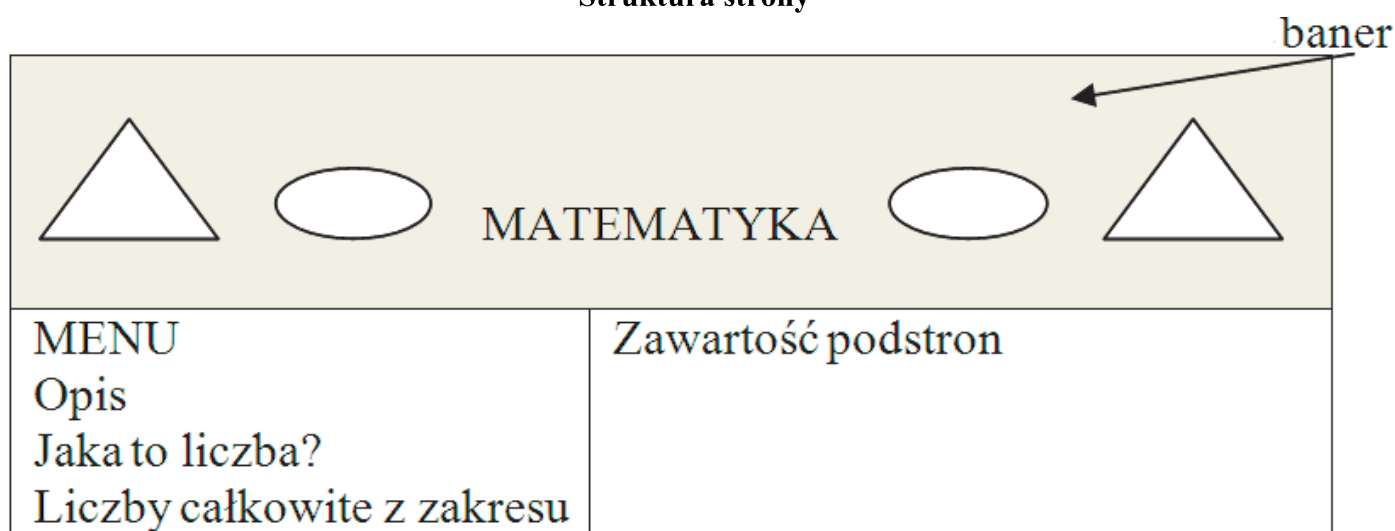 Struktura strony
baner
MATEMATYKA
MENU
Opis
Jaka to liczba?
Liczby całkowite z zakresu
Zawartość podstron